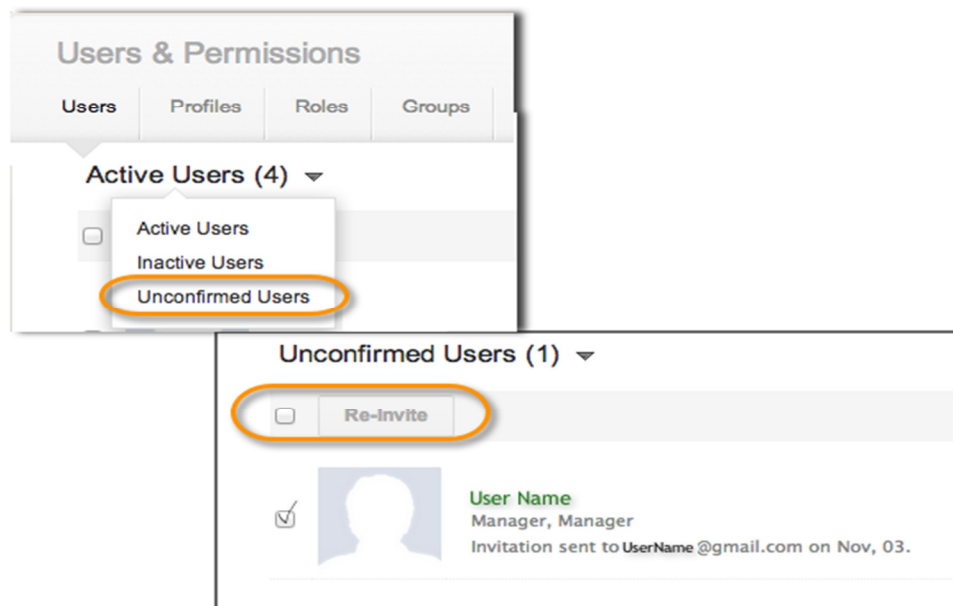 Users & Permissions
Users Profiles Roles Groups
Active Users (4)
Active Users
Inactive Users
Unconfirmed Users
Unconfirmed Users (1)
Re-Invite
User Name
Manager, Manager
Invitation sent to UserName @gmail.com on Nov, 03.